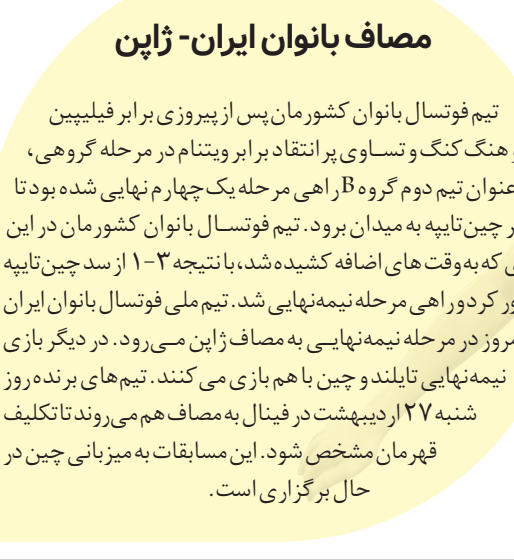 مصاف بانوان ایران- ژاپن
تیم فوتسال بانوان کشورمان پس از پیروزی برابر فیلیپین
هنگ کنگ و تساوی پر انتقاد برابر ویتنام در مرحله گروهی،
عنوان تیم دوم گروه B راهی مرحله یک‌چهارم نهایی شده بود تا
چین‌تایپه به میدان برود. تیم فوتسال بانوان کشورمان در این
که به‌وقت‌های اضافه کشیده شد، با نتیجه ۳-۱ از سد چین‌تایپه
کرد و راهی مرحله نیمه‌نهایی شد. تیم ملی فوتسال بانوان ایران
مروز در مرحله نیمه‌نهایی به مصاف ژاپن می‌رود. در دیگر بازی
نیمه‌نهایی تایلند و چین با هم بازی می کنند. تیم‌های برنده روز
شنبه ۲۷ اردیبهشت در فینال به مصاف هم می‌روند تا تکلیف
قهرمان مشخص شود. این مسابقات به میزبانی چین در
حال برگزاری است.